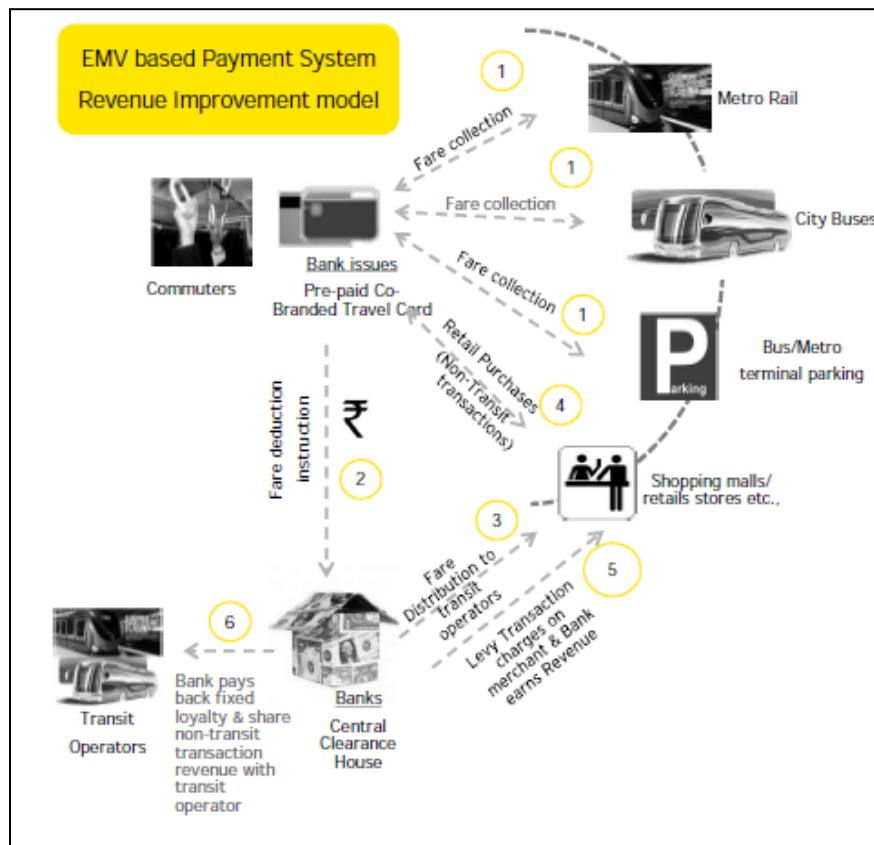 EMV based Payment System
Revenue Improvement model
1
Metro Rail
Fare collection
1
Fare collection
City Buses
Commuters
Bank issues
Pre-paid Co-
Branded Travel Card
Fare collection
1
P
arking
Bus/Metro
terminal parking
Retail Purchases
(Non-Transit
transactions)
4
Fare deduction
instruction
₹
2
Shopping malls/
retails stores etc.,
3
Fare
Distribution to
transit
operators
5
Levy Transaction
charges on
merchant & Bank
earns Revenue
6
Transit
Operators
Bank pays
back fixed
loyalty & share
non-transit
transaction
revenue with
transit
operator
Banks
Central
Clearance
House